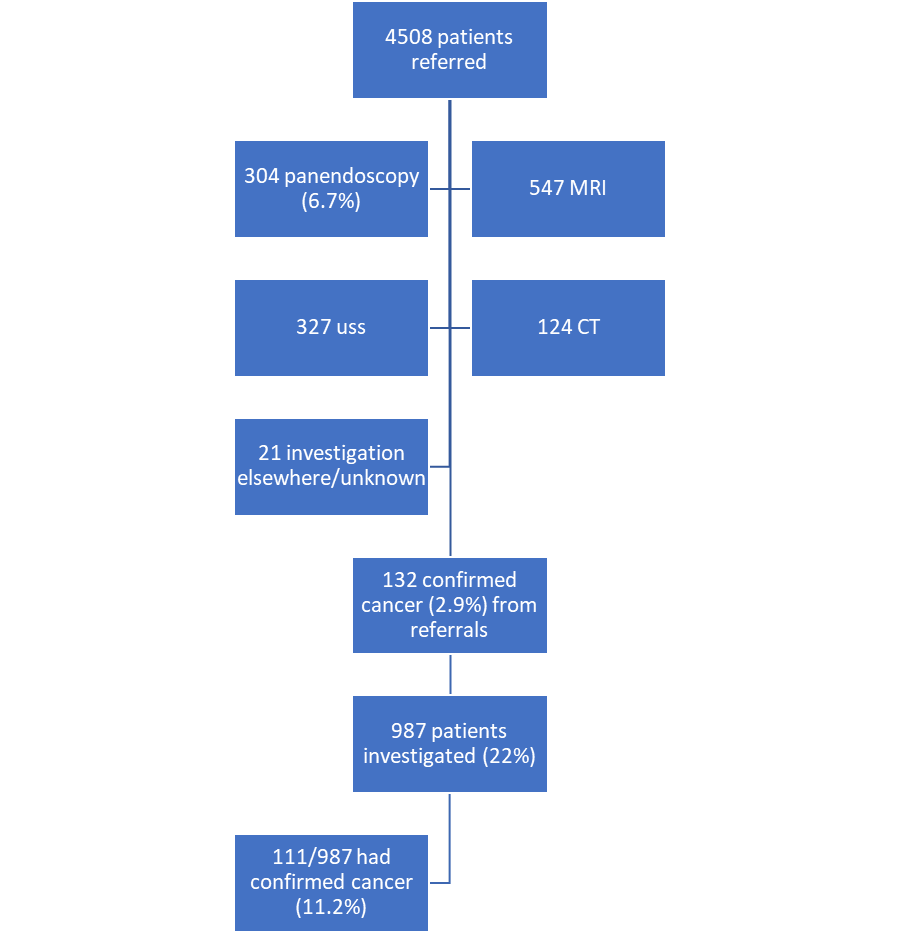 4508 patients
referred
304 panendoscopy
(6.7%)
547 MRI
327 uss
124 CT
21 investigation
elsewhere/unknown
132 confirmed
cancer (2.9%) from
referrals
987 patients
investigated (22%)
111/987 had
confirmed cancer
(11.2%)